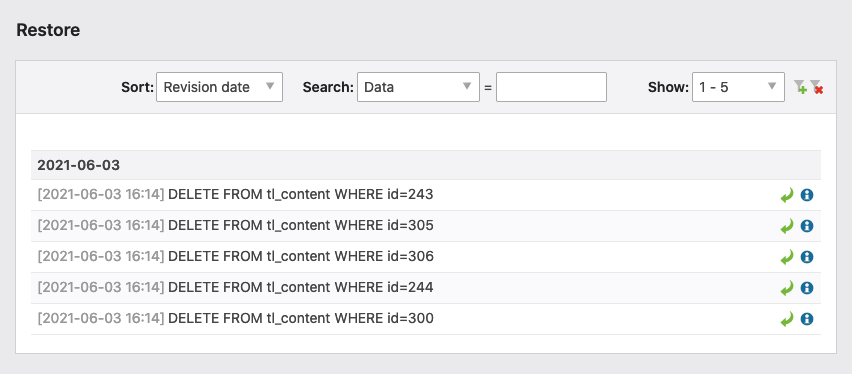 Restore
Sort: Revision date Search: Data = Show: 1 - 5
2021-06-03
[2021-06-03 16:14] DELETE FROM tl_content WHERE id=243
[2021-06-03 16:14] DELETE FROM tl_content WHERE id=305
[2021-06-03 16:14] DELETE FROM tl_content WHERE id=306
[2021-06-03 16:14] DELETE FROM tl_content WHERE id=244
[2021-06-03 16:14] DELETE FROM tl_content WHERE id=300